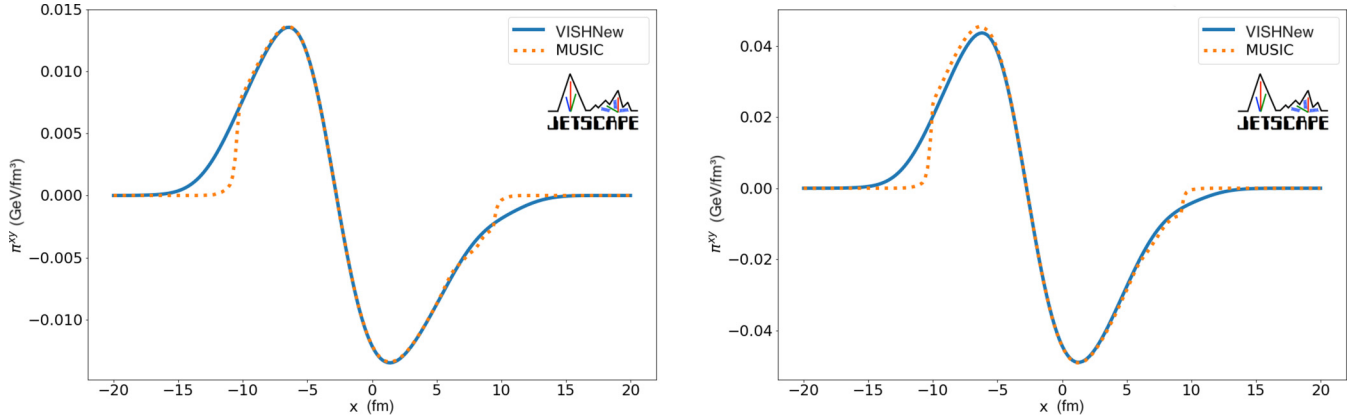 0.015
0.010
0.005
0.000
−0.005
−0.010
π^{xy} (GeV/fm³)
−20 −15 −10 −5 0 5 10 15 20
x (fm)
VISHNew
MUSIC
JETSCAPE
0.04
0.02
0.00
−0.02
−0.04
π^{xy} (GeV/fm³)
−20 −15 −10 −5 0 5 10 15 20
x (fm)
VISHNew
MUSIC
JETSCAPE